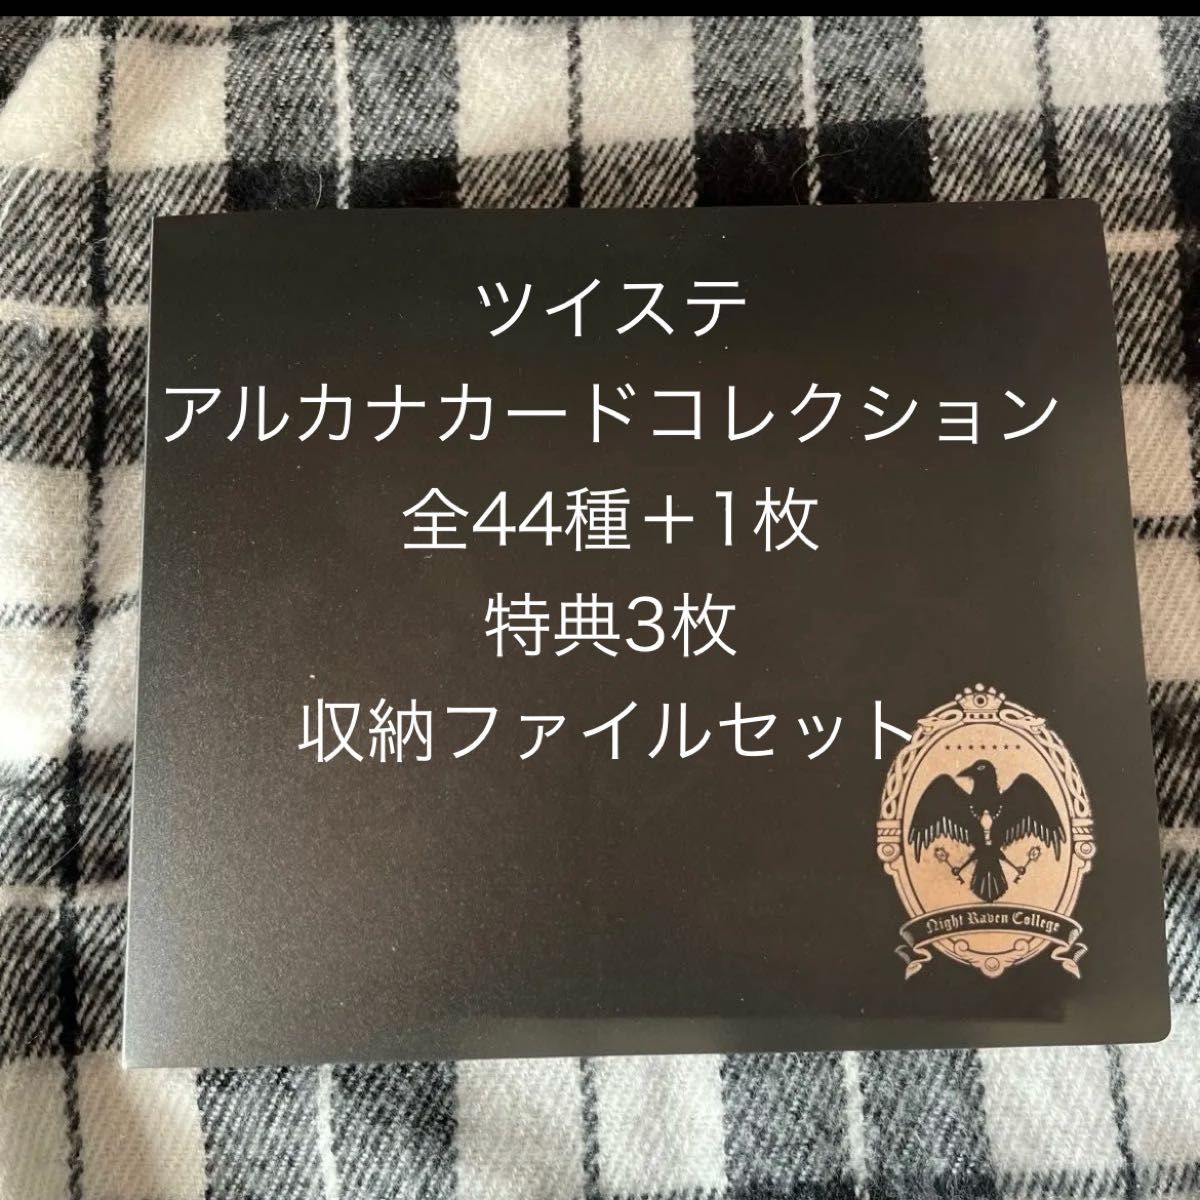 ツイステ
アルカナカードコレクション
全44種＋1枚
特典3枚
収納ファイルセット
Night Raven College